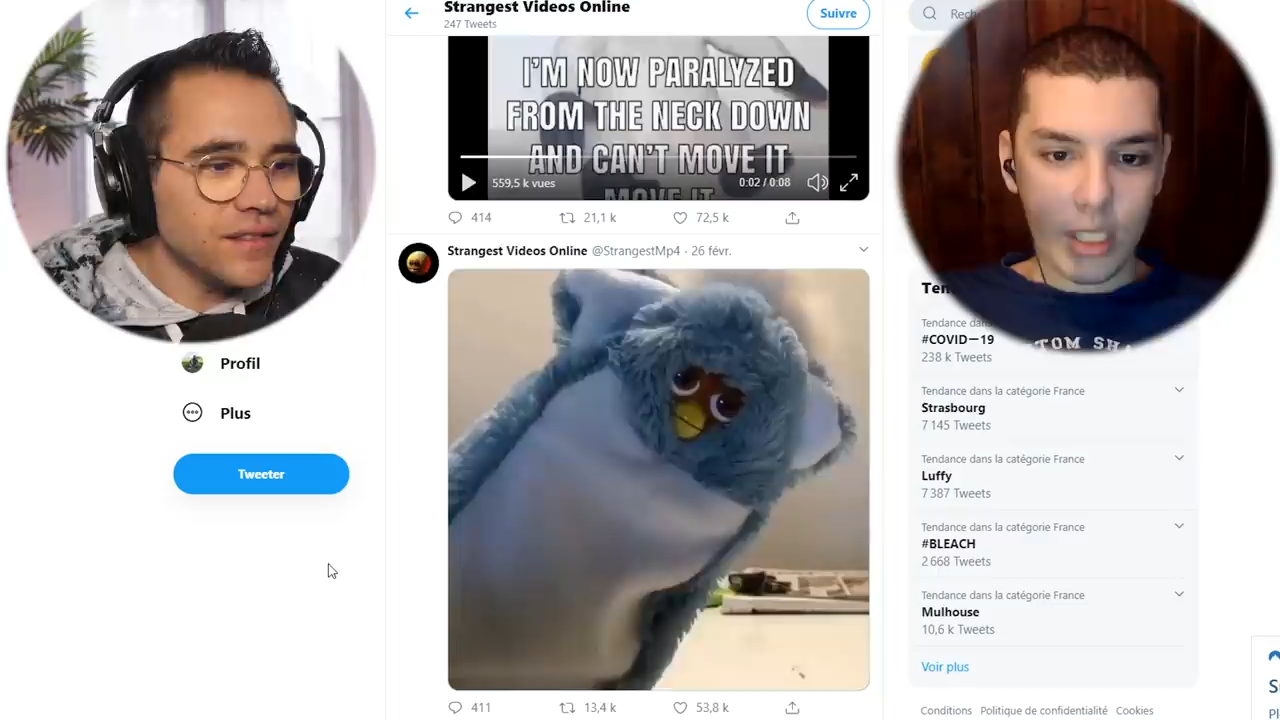 Strangest Videos Online
247 Tweets
Suivre
Rech
I'M NOW PARALYZED
FROM THE NECK DOWN
AND CAN'T MOVE IT
MOVE IT
559,5 k vues
0:02 / 0:08
414
21,1 k
72,5 k
Strangest Videos Online @StrangestMp4 · 26 févr.
411
13,4 k
53,8 k
Profil
Plus
Tweeter
Ten
Tendance dans
#COVID—19
238 k Tweets
Tendance dans la catégorie France
Strasbourg
7 145 Tweets
Tendance dans la catégorie France
Luffy
7 387 Tweets
Tendance dans la catégorie France
#BLEACH
2 668 Tweets
Tendance dans la catégorie France
Mulhouse
10,6 k Tweets
Voir plus
Conditions Politique de confidentialité Cookies
TOM SHA